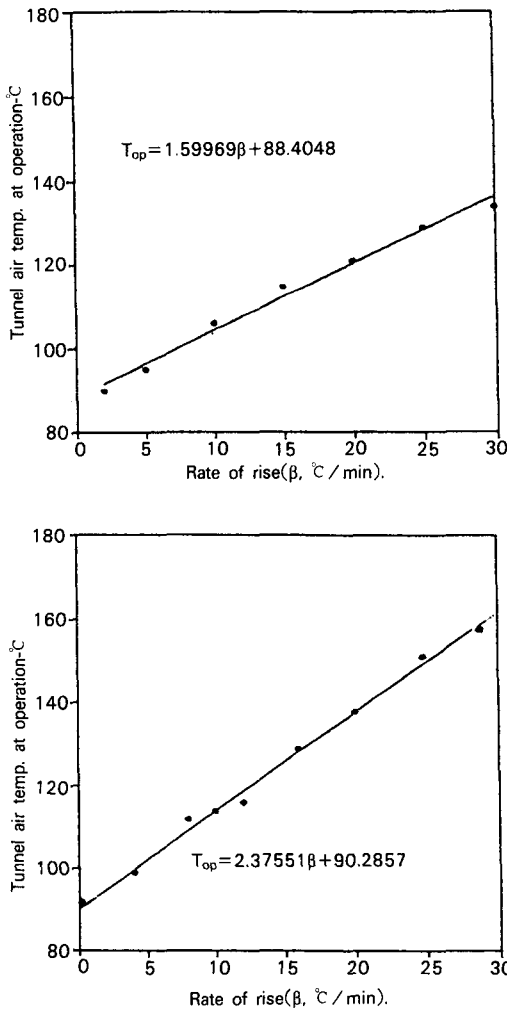 180
160
140
120
100
80
Tunnel air temp. at operation-℃
Top=1.59969β+88.4048
0 5 10 15 20 25 30
Rate of rise(β, ℃/min).
180
160
140
120
100
80
Tunnel air temp. at operation-℃
Top=2.37551β+90.2857
0 5 10 15 20 25 30
Rate of rise(β, ℃/min).